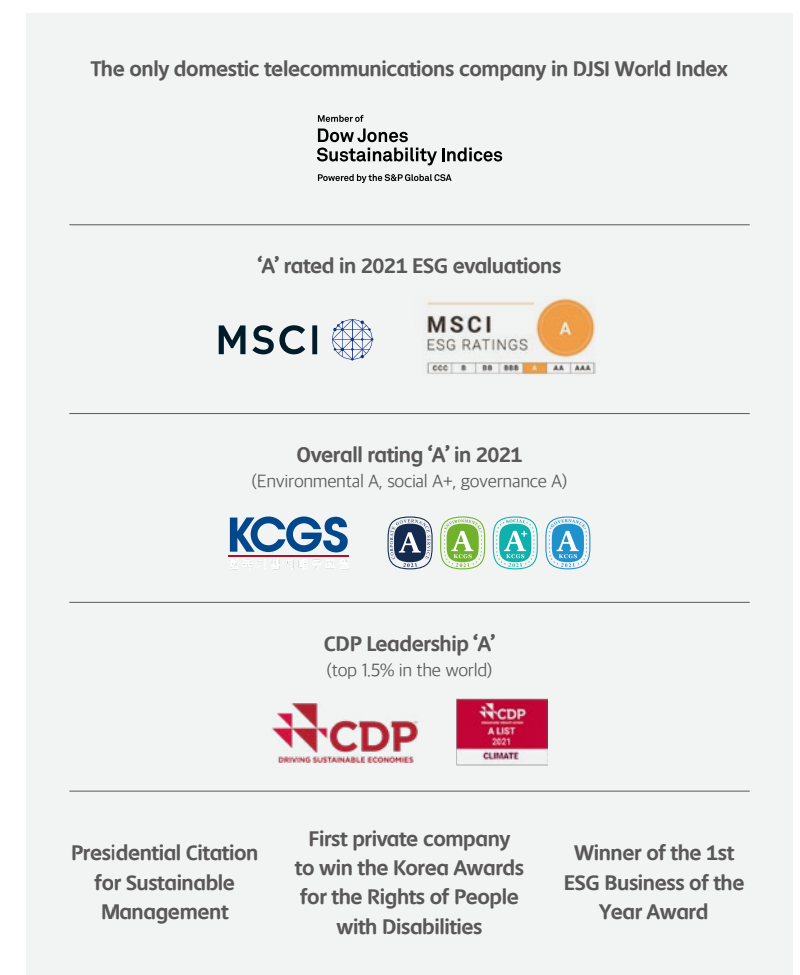 The only domestic telecommunications company in DJSI World Index
Member of
Dow Jones
Sustainability Indices
Powered by the S&P Global CSA
‘A’ rated in 2021 ESG evaluations
MSCI
MSCI
ESG RATINGS
A
CCC B BB BBB A AA AAA
Overall rating ‘A’ in 2021
(Environmental A, social A+, governance A)
KCGS
A A A+ A
KCGS KCGS KCGS
2021 2021 2021 2021
CDP Leadership ‘A’
(top 1.5% in the world)
CDP
DRIVING SUSTAINABLE ECONOMIES
CDP
A LIST
2021
CLIMATE
Presidential Citation
for Sustainable
Management
First private company
to win the Korea Awards
for the Rights of People
with Disabilities
Winner of the 1st
ESG Business of the
Year Award